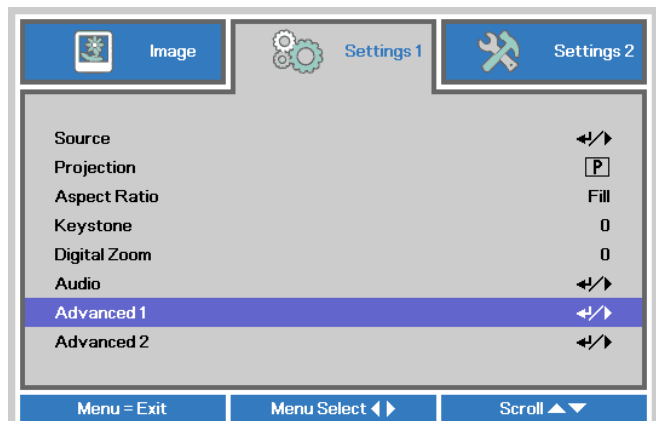 Image Settings 1 Settings 2
Source
Projection P
Aspect Ratio Fill
Keystone 0
Digital Zoom 0
Audio
Advanced 1
Advanced 2
Menu = Exit Menu Select Scroll